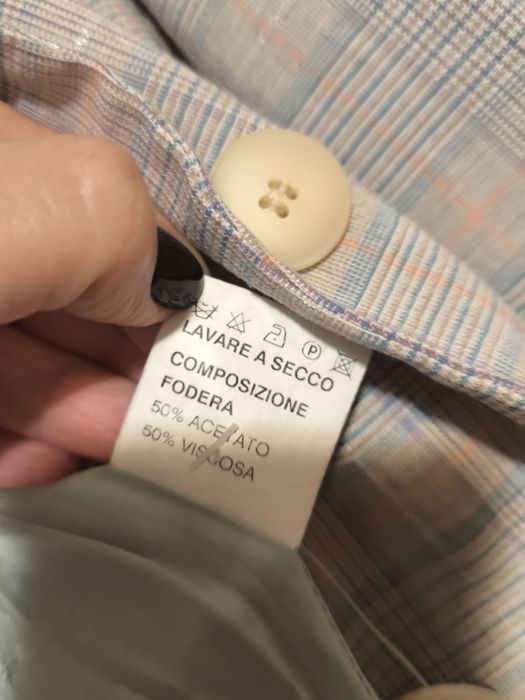 P
LAVARE A SECCO
COMPOSIZIONE
FODERA
50% ACETATO
50% VISCOSA